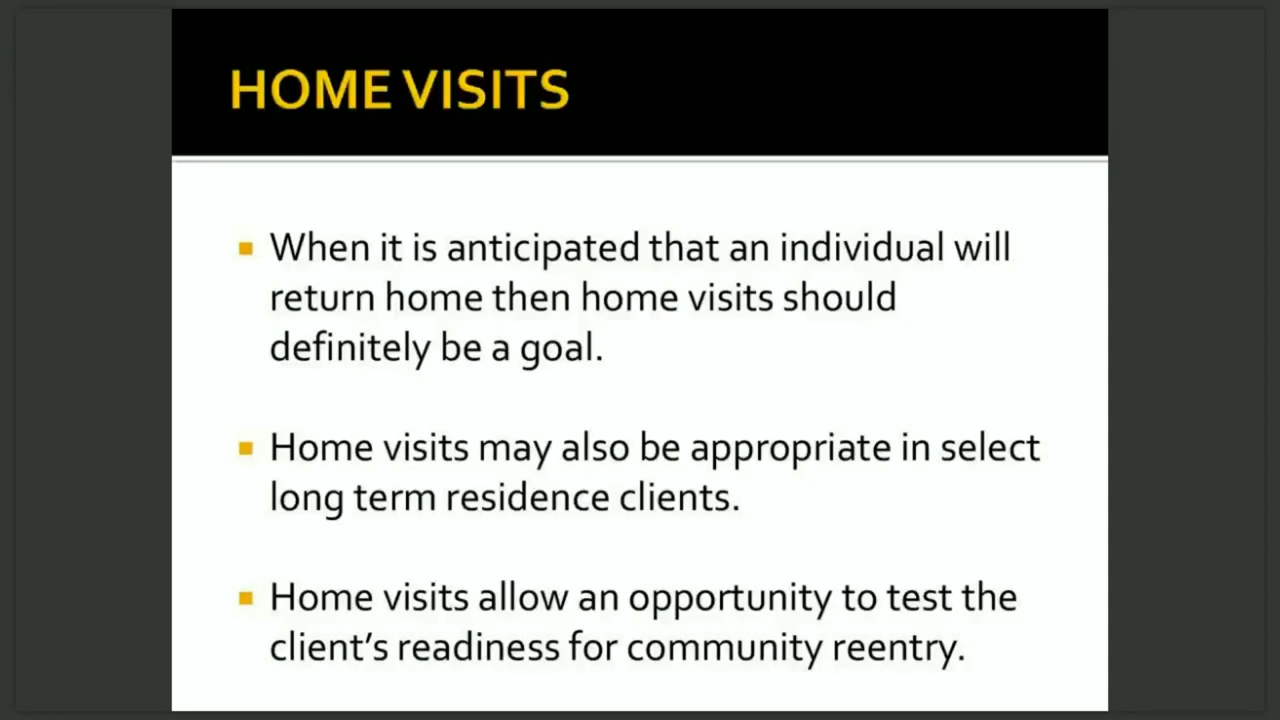 HOME VISITS
When it is anticipated that an individual will
return home then home visits should
definitely be a goal.
Home visits may also be appropriate in select
long term residence clients.
Home visits allow an opportunity to test the
client’s readiness for community reentry.